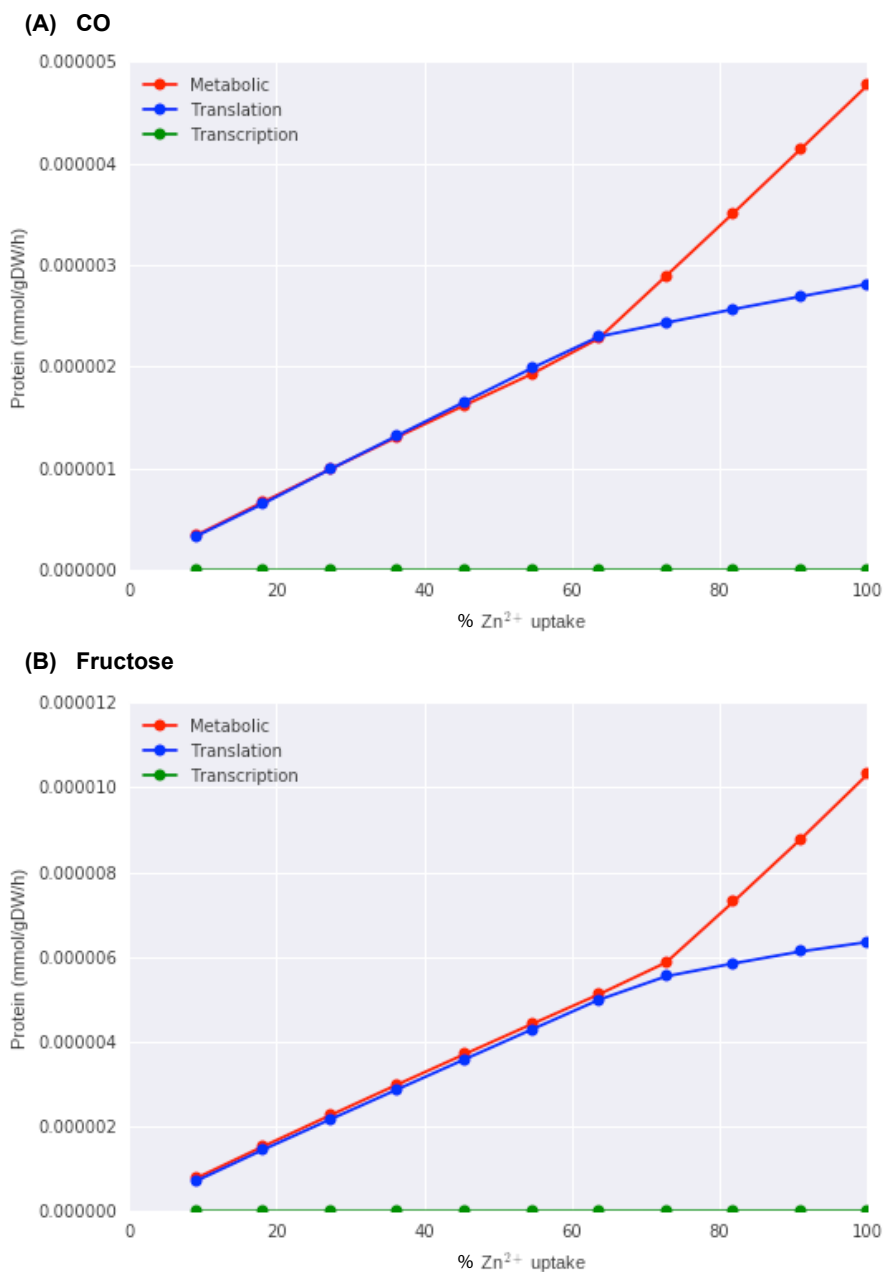 (A) CO
0.000005
Metabolic
Translation
Transcription
0.000004
0.000003
0.000002
0.000001
0.000000
Protein (mmol/gDW/h)
0 20 40 60 80 100
% Zn²⁺ uptake
(B) Fructose
0.000012
Metabolic
Translation
Transcription
0.000010
0.000008
0.000006
0.000004
0.000002
0.000000
Protein (mmol/gDW/h)
0 20 40 60 80 100
% Zn²⁺ uptake